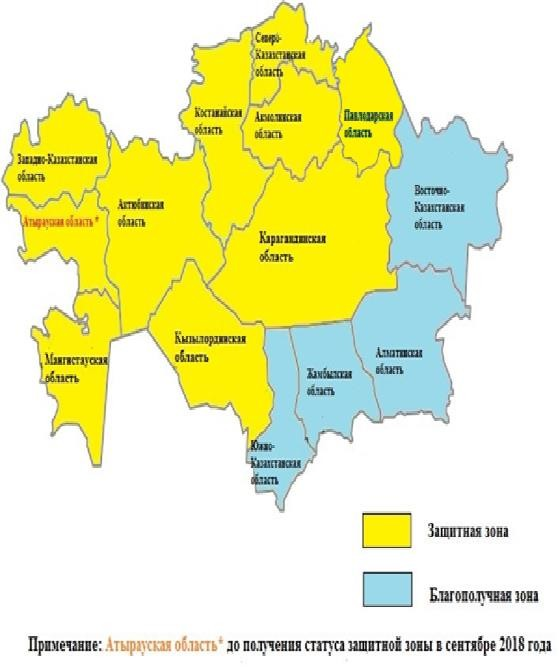 Северо-
Казахстанская
область
Костанайская
область
Акмолинская
область
Павлодарская
область
Западно-Казахстанская
область
Актюбинская
область
Восточно-
Казахстанская
область
Атырауская область *
Карагандинская
область
Кызылординская
область
Мангистауская
область
Жамбылская
область
Алматинская
область
Южно-
Казахстанская
область
Защитная зона
Благополучная зона
Примечание: Атырауская область* до получения статуса защитной зоны в сентябре 2018 года